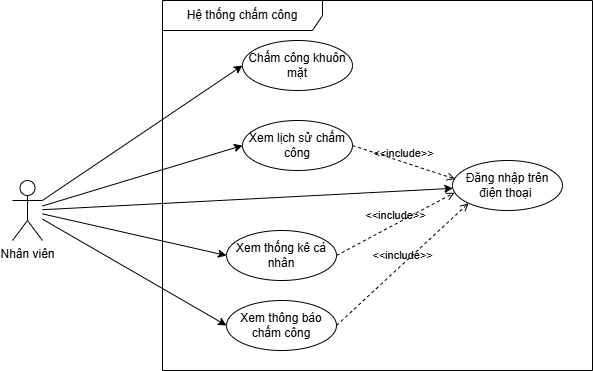 Hệ thống chấm công
Chấm công khuôn
mặt
Xem lịch sử chấm
công
<<include>>
Đăng nhập trên
điện thoại
<<include>>
Nhân viên
Xem thống kê cá
nhân
<<include>>
Xem thông báo
chấm công